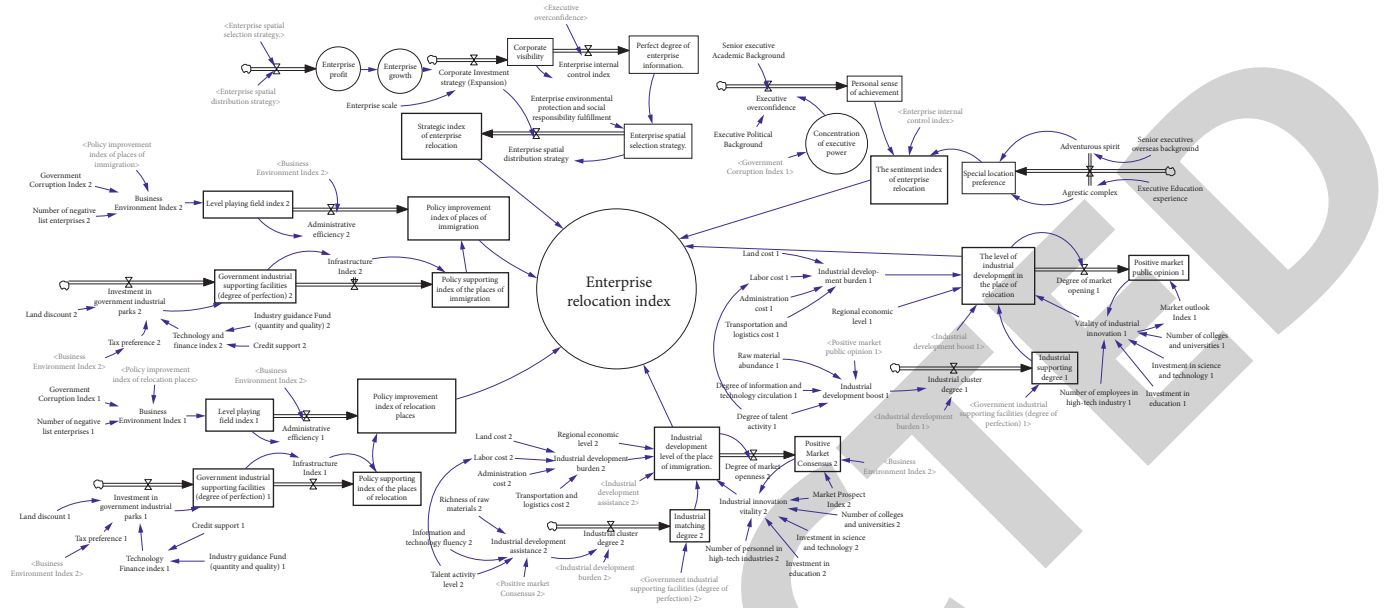 <Enterprise spatial
selection strategy.>
<Enterprise spatial
distribution strategy>
Enterprise
profit
Enterprise
growth
Enterprise scale
Corporate Investment
strategy (Expansion)
Corporate
visibility
<Executive
overconfidence>
Enterprise internal
control index
Perfect degree of
enterprise
information.
Enterprise environmental
protection and social
responsibility fulfillment
Strategic index
of enterprise
relocation
Enterprise spatial
distribution strategy
Enterprise spatial
selection strategy.
Senior executive
Academic Background
Executive
overconfidence
Executive Political
Background
<Government
Corruption Index 1>
Concentration
of executive
power
Personal sense
of achievement
<Enterprise internal
control index>
The sentiment index
of enterprise
relocation
Special location
preference
Adventurous spirit
Senior executives
overseas background
Agrestic complex
Executive Education
experience
<Policy improvement
index of places of
immigration>
Government
Corruption Index 2
Number of negative
list enterprises 2
Business
Environment Index 2
Level playing field index 2
<Business
Environment Index 2>
Administrative
efficiency 2
Policy improvement
index of places of
immigration
Infrastructure
Index 2
Government industrial
supporting facilities
(degree of perfection) 2
Policy supporting
index of the places of
immigration
Investment in
government industrial
parks 2
Land discount 2
Tax preference 2
Technology and
finance index 2
Industry guidance Fund
(quantity and quality) 2
Credit support 2
<Business
Environment Index 2>
Enterprise
relocation index
<Policy improvement
index of relocation places>
Government
Corruption Index 1
Number of negative
list enterprises 1
Business
Environment Index 1
Level playing
field index 1
<Business
Environment Index 2>
Administrative
efficiency 1
Policy improvement
index of relocation
places
Infrastructure
Index 1
Government industrial
supporting facilities
(degree of perfection) 1
Policy supporting
index of the places
of relocation
Investment in
government industrial
parks 1
Land discount 1
Tax preference 1
<Business
Environment Index 2>
Technology
Finance index 1
Credit support 1
Industry guidance Fund
(quantity and quality) 1
Land cost 1
Labor cost 1
Administration
cost 1
Transportation and
logistics cost 1
Industrial develop-
ment burden 1
Regional economic
level 1
The level of
industrial
development in
the place of
relocation
Degree of market
opening 1
Positive market
public opinion 1
Market outlook
Index 1
Vitality of industrial
innovation 1
Number of colleges
and universities 1
Investment in science
and technology 1
Investment in
education 1
Number of employees in
high-tech industry 1
<Industrial
development boost 1>
Industrial
supporting
degree 1
Industrial cluster
degree 1
<Government industrial
supporting facilities (degree of
perfection) 1>
<Industrial development
burden 1>
<Positive market
public opinion 1>
Raw material
abundance 1
Degree of information and
technology circulation 1
Degree of talent
activity 1
Industrial
development boost 1
Land cost 2
Labor cost 2
Administration
cost 2
Transportation and
logistics cost 2
Regional economic
level 2
Industrial development
burden 2
<Industrial
development
assistance 2>
Industrial
development
level of the place
of immigration.
Degree of market
openness 2
Positive
Market
Consensus 2
<Business
Environment Index 2>
Market Prospect
Index 2
Industrial innovation
vitality 2
Number of colleges
and universities 2
Investment in science
and technology 2
Investment in
education 2
Number of personnel in
high-tech industries 2
Industrial
matching
degree 2
Industrial cluster
degree 2
<Industrial development
burden 2>
<Government industrial
supporting facilities (degree of
perfection) 2>
Richness of raw
materials 2
Information and
technology fluency 2
Talent activity
level 2
Industrial development
assistance 2
<Positive market
Consensus 2>
CTED